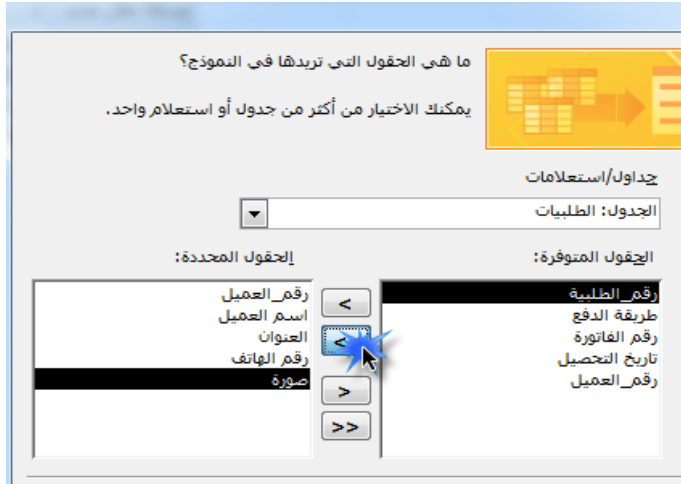 ما هي الحقول التي تريدها في النموذج؟
يمكنك الاختيار من أكثر من جدول أو استعلام واحد.
جداول/استعلامات
الجدول: الطلبيات
الحقول المتوفرة:
رقم_الطلبية
طريقة الدفع
رقم الفاتورة
تاريخ التحصيل
رقم_العميل
>
>
<
<<
الحقول المحددة:
رقم_العميل
اسم العميل
العنوان
رقم الهاتف
صورة